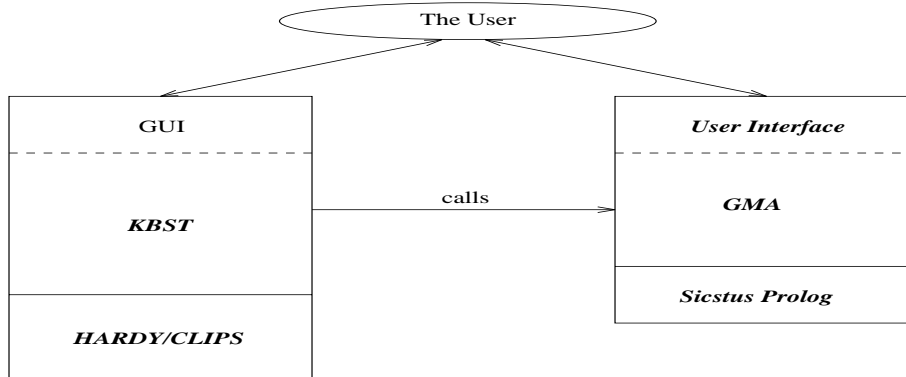 The User
GUI
User Interface
KBST
calls
GMA
HARDY/CLIPS
Sicstus Prolog